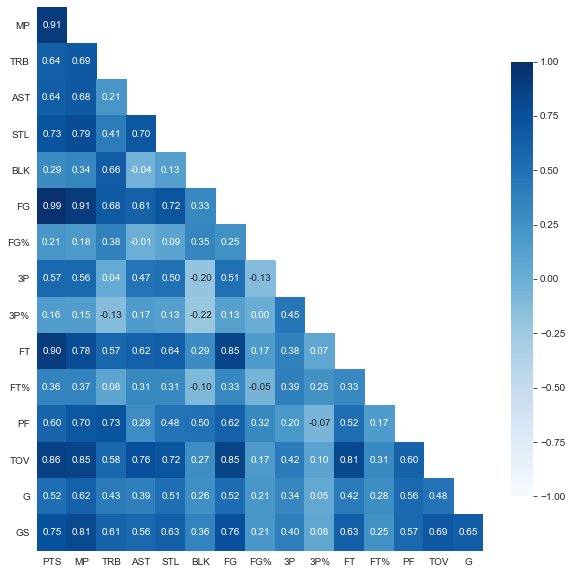 MP 0.91
TRB 0.64 0.69
1.00
AST 0.64 0.68 0.21
STL 0.73 0.79 0.41 0.70
0.75
BLK 0.29 0.34 0.66 -0.04 0.13
FG 0.99 0.91 0.68 0.61 0.72 0.33
0.50
FG% 0.21 0.18 0.38 -0.01 0.09 0.35 0.25
0.25
3P 0.57 0.56 0.04 0.47 0.50 -0.20 0.51 -0.13
0.00
3P% 0.16 0.15 -0.13 0.17 0.13 -0.22 0.13 0.00 0.45
−0.25
FT 0.90 0.78 0.57 0.62 0.64 0.29 0.85 0.17 0.38 0.07
FT% 0.36 0.37 0.08 0.31 0.31 -0.10 0.33 -0.05 0.39 0.25 0.33
−0.50
PF 0.60 0.70 0.73 0.29 0.48 0.50 0.62 0.32 0.20 -0.07 0.52 0.17
−0.75
TOV 0.86 0.85 0.58 0.76 0.72 0.27 0.85 0.17 0.42 0.10 0.81 0.31 0.60
−1.00
G 0.52 0.62 0.43 0.39 0.51 0.26 0.52 0.21 0.34 0.05 0.42 0.28 0.56 0.48
GS 0.75 0.81 0.61 0.56 0.63 0.36 0.76 0.21 0.40 0.08 0.63 0.25 0.57 0.69 0.65
PTS MP TRB AST STL BLK FG FG% 3P 3P% FT FT% PF TOV G